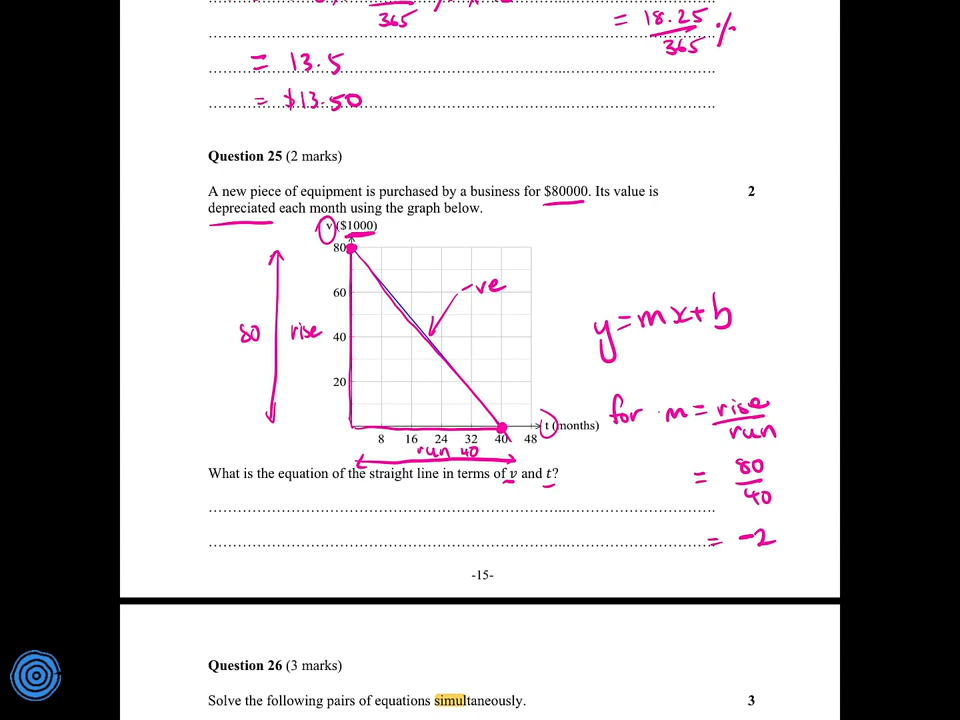 365
= 18.25
365 %
= 13.5
= $13.50
Question 25 (2 marks)
A new piece of equipment is purchased by a business for $80000. Its value is 2
depreciated each month using the graph below.
v ($1000)
80
60
40
20
80 rise
-ve
8 16 24 32 40 48
t (months)
run 40
y = mx + b
for m = rise
run
= 80
40
= -2
What is the equation of the straight line in terms of v and t?
-15-
Question 26 (3 marks)
Solve the following pairs of equations simultaneously. 3